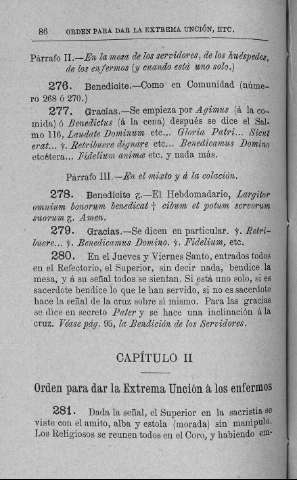 86 ORDEN PARA DAR LA EXTREMA UNCIÓN, ETC.
Párrafo II.—En la mesa de los servidores, de los huéspedes,
de los enfermos (y cuando está uno solo.)
276. Benedicite.—Como en Comunidad (núme-
ro 268 ó 270.)
277. Gracias.—Se empieza por Agimus (á la co-
mida) ó Benedictus (á la cena) después se dice el Sal-
mo 116, Laudate Dominum etc... Gloria Patri... Sicut
erat... ℣. Retribuere dignare etc... Benedicamus Domino
etcétera... Fidelium animæ etc. y nada más.
Párrafo III.—En el mixto y á la colación.
278. Benedicite ℟.—El Hebdomadario, Largitor
omnium bonorum benedicat † cibum et potum servorum
suorum ℟. Amen.
279. Gracias.—Se dicen en particular. ℣. Retri-
buere... ℣. Benedicamus Domino. ℣. Fidelium, etc.
280. En el Jueves y Viernes Santo, entrados todos
en el Refectorio, el Superior, sin decir nada, bendice la
mesa, y á su señal todos se sientan. Si está uno solo, si es
sacerdote bendice lo que le han servido, si no es sacerdote
hace la señal de la cruz sobre sí mismo. Para las gracias
se dice en secreto Pater y se hace una inclinación á la
cruz. Véase pág. 95, la Bendición de los Servidores.
CAPÍTULO II
Orden para dar la Extrema Unción á los enfermos
281. Dada la señal, el Superior en la sacristía se
viste con el amito, alba y estola (morada) sin manipulo.
Los Religiosos se reunen todos en el Coro, y habiendo em-